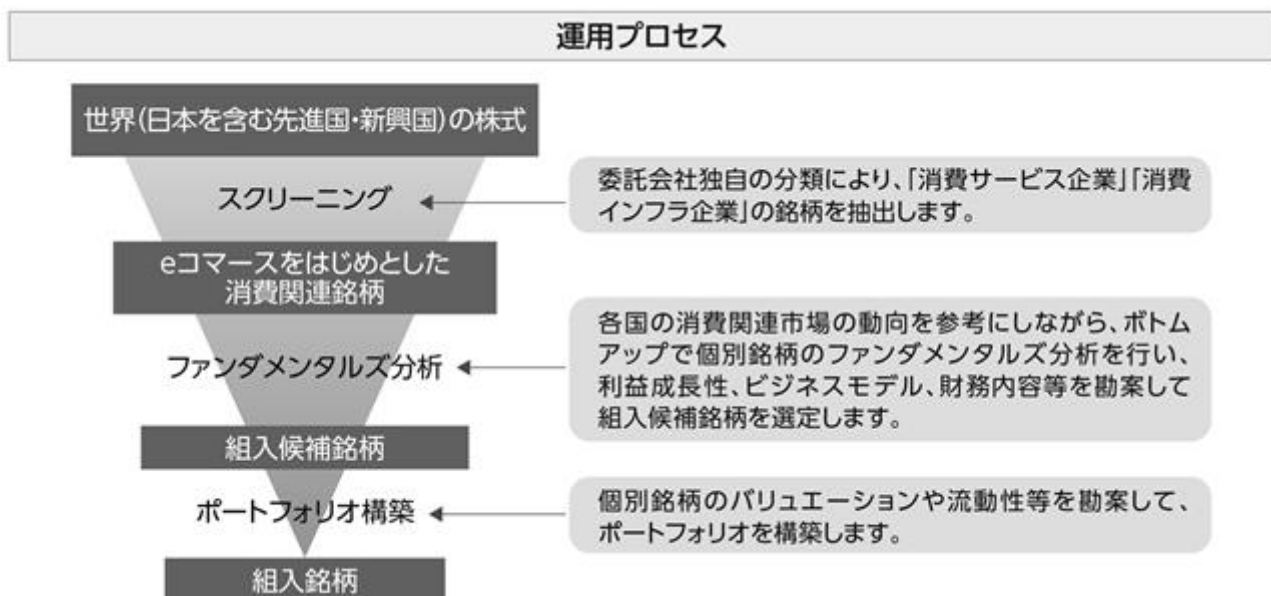 運用プロセス
世界(日本を含む先進国・新興国)の株式
スクリーニング
委託会社独自の分類により、「消費サービス企業」「消費
インフラ企業」の銘柄を抽出します。
eコマースをはじめとした
消費関連銘柄
ファンダメンタルズ分析
各国の消費関連市場の動向を参考にしながら、ボトム
アップで個別銘柄のファンダメンタルズ分析を行い、
利益成長性、ビジネスモデル、財務内容等を勘案して
組入候補銘柄を選定します。
組入候補銘柄
ポートフォリオ構築
個別銘柄のバリュエーションや流動性等を勘案して、
ポートフォリオを構築します。
組入銘柄